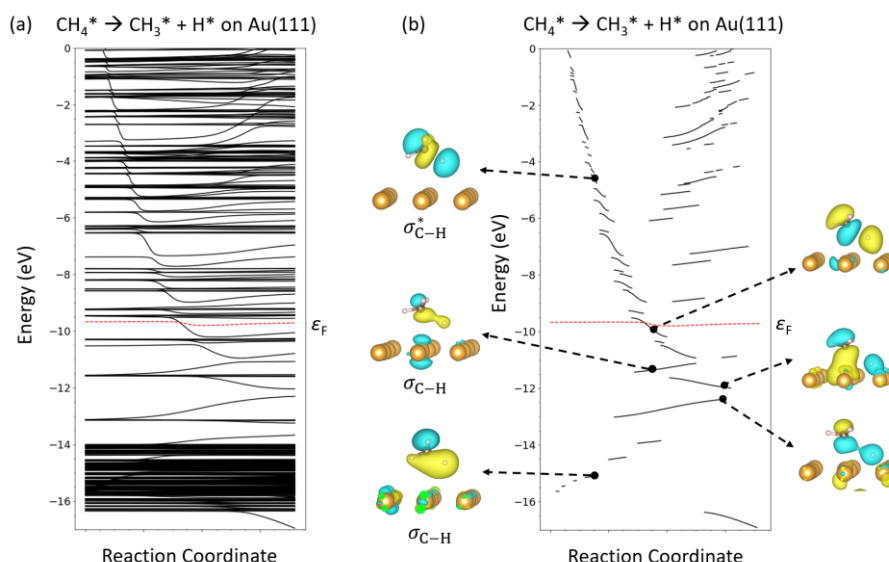 (a) CH₄* → CH₃* + H* on Au(111)
0
−2
−4
−6
−8
−10
−12
−14
−16
Energy (eV)
Reaction Coordinate
εF
(b) CH₄* → CH₃* + H* on Au(111)
0
−2
−4
−6
−8
−10
−12
−14
−16
Energy (eV)
Reaction Coordinate
εF
σ*C−H
σC−H
σC−H